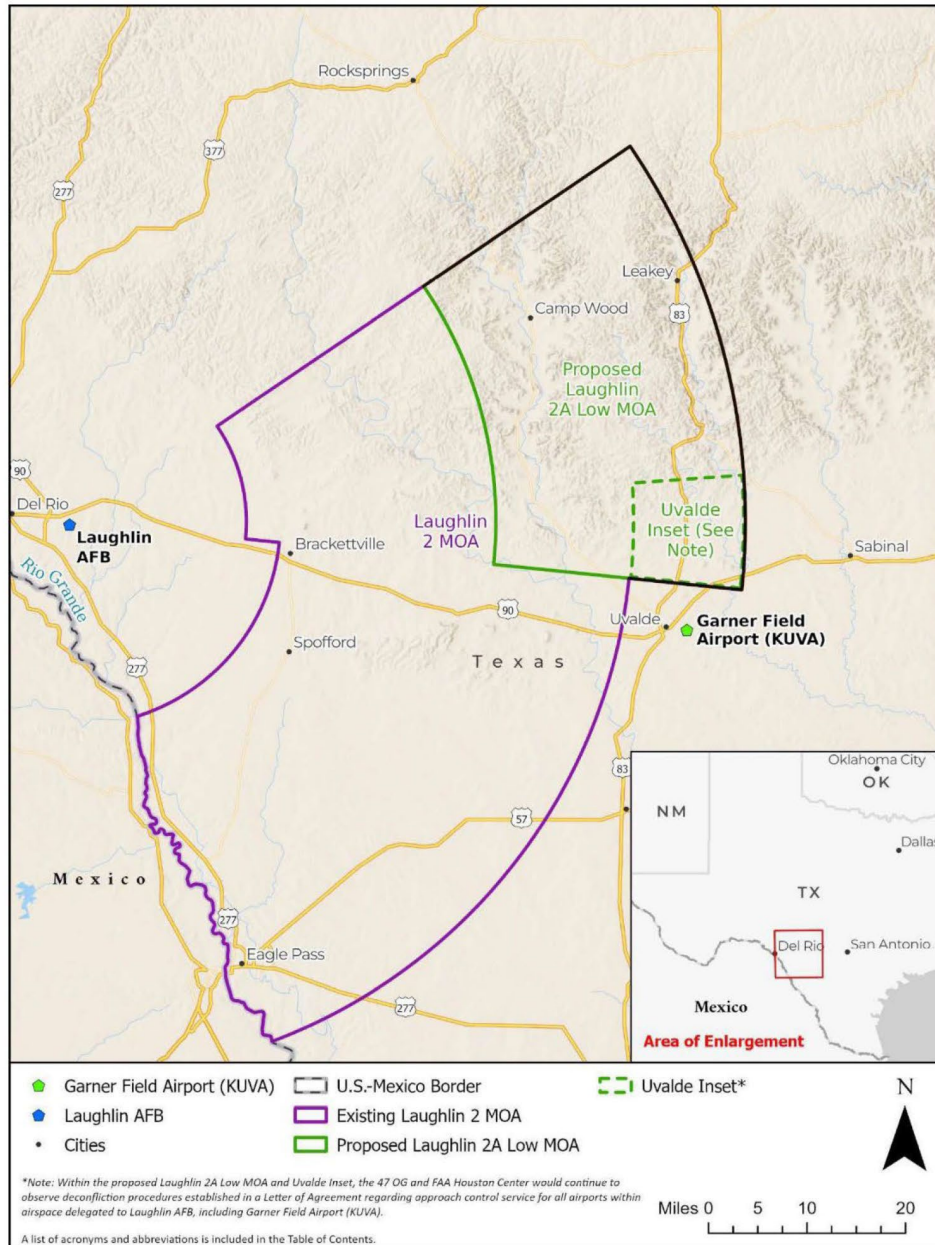 Rocksprings
377
277
Leakey
Camp Wood
83
Proposed
Laughlin
2A Low MOA
90
Del Rio
Laughlin
AFB
Laughlin
2 MOA
Uvalde
Inset (See
Note)
Brackettville
Sabinal
Rio Grande
90
Uvalde
Garner Field
Airport (KUVA)
Spofford
277
Texas
83
57
Mexico
277
Eagle Pass
277
Oklahoma City
OK
NM
Dallas
TX
Del Rio
San Antonio
Mexico
Area of Enlargement
Garner Field Airport (KUVA)
U.S.-Mexico Border
Uvalde Inset*
Laughlin AFB
Existing Laughlin 2 MOA
Cities
Proposed Laughlin 2A Low MOA
N
*Note: Within the proposed Laughlin 2A Low MOA and Uvalde Inset, the 47 OG and FAA Houston Center would continue to
observe deconfliction procedures established in a Letter of Agreement regarding approach control service for all airports within
airspace delegated to Laughlin AFB, including Garner Field Airport (KUVA).
A list of acronyms and abbreviations is included in the Table of Contents.
Miles 0 5 10 20